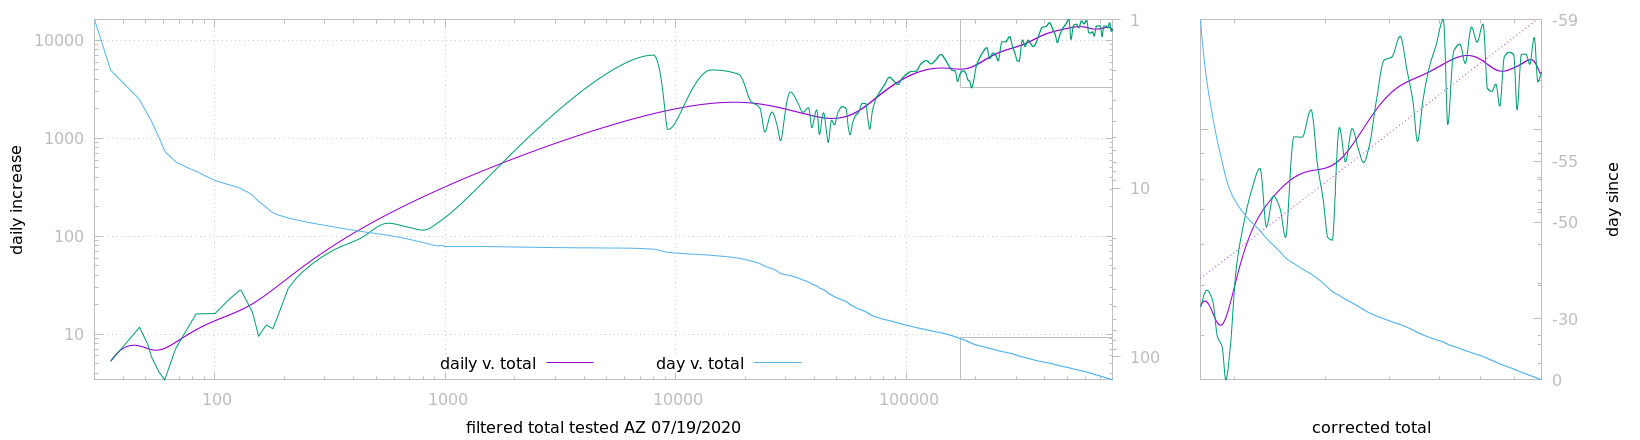 10000
1000
100
10
daily increase
100
1000
10000
100000
filtered total tested AZ 07/19/2020
daily v. total
day v. total
1
10
100
-59
-55
-50
-30
0
day since
corrected total